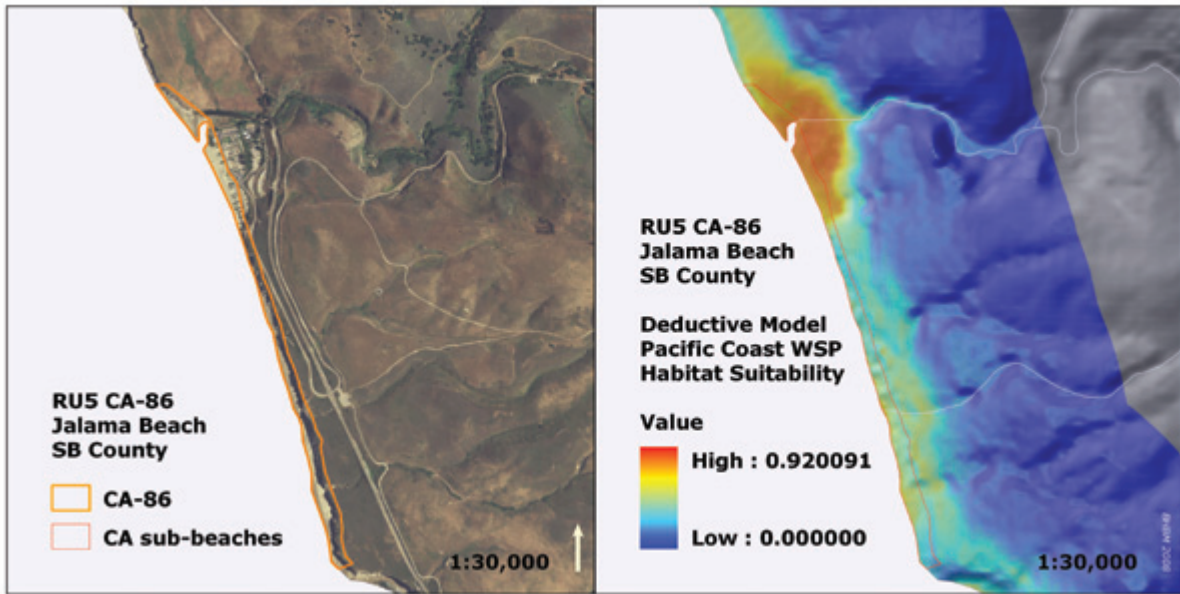 RU5 CA-86
Jalama Beach
SB County
CA-86
CA sub-beaches
1:30,000
RU5 CA-86
Jalama Beach
SB County
Deductive Model
Pacific Coast WSP
Habitat Suitability
Value
High : 0.920091
Low : 0.000000
1:30,000